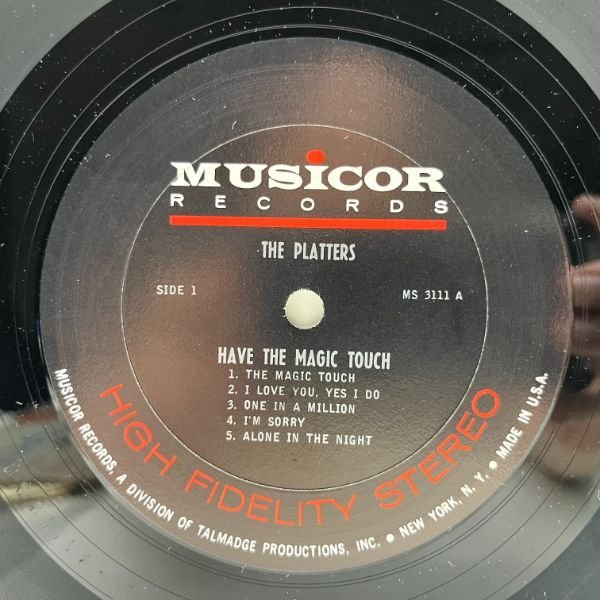 MUSICOR
RECORDS
THE PLATTERS
SIDE 1
MS 3111 A
HAVE THE MAGIC TOUCH
1. THE MAGIC TOUCH
2. I LOVE YOU, YES I DO
3. ONE IN A MILLION
4. I'M SORRY
5. ALONE IN THE NIGHT
HIGH FIDELITY STEREO
MUSICOR RECORDS, A DIVISION OF TALMADGE PRODUCTIONS, INC. ● NEW YORK, N. Y. ● MADE IN U.S.A.